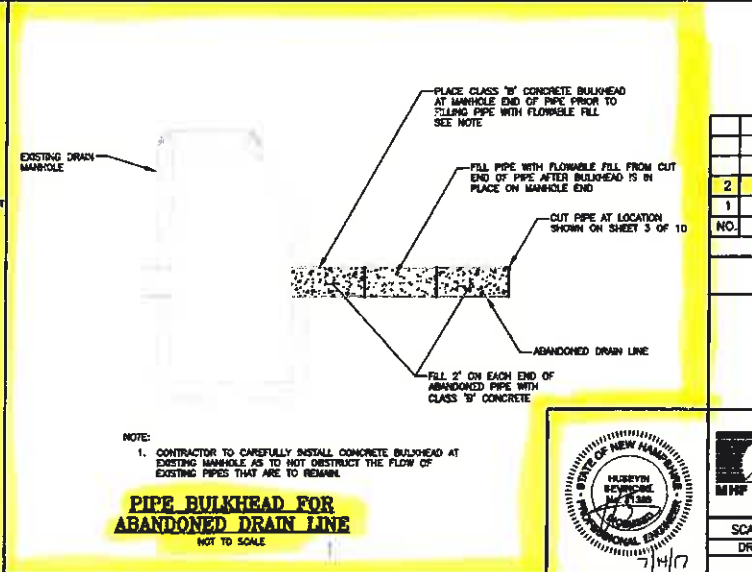 PLACE CLASS "B" CONCRETE BULKHEAD
AT MANHOLE END OF PIPE PRIOR TO
FILLING PIPE WITH FLOWABLE FILL
SEE NOTE
EXISTING DRAIN
MANHOLE
FILL PIPE WITH FLOWABLE FILL FROM CUT
END OF PIPE AFTER BULKHEAD IS IN
PLACE ON MANHOLE END
CUT PIPE AT LOCATION
SHOWN ON SHEET 3 OF 10
ABANDONED DRAIN LINE
FILL 2' ON EACH END OF
ABANDONED PIPE WITH
CLASS "B" CONCRETE
NOTE:
1. CONTRACTOR TO CAREFULLY INSTALL CONCRETE BULKHEAD AT
EXISTING MANHOLE AS TO NOT OBSTRUCT THE FLOW OF
EXISTING PIPES THAT ARE TO REMAIN.
PIPE BULKHEAD FOR
ABANDONED DRAIN LINE
NOT TO SCALE
2
1
NO.
STATE OF NEW HAMPSHIRE
HUSEYIN
LICENSED
PROFESSIONAL ENGINEER
7/14/17
MHF
SCA
DR